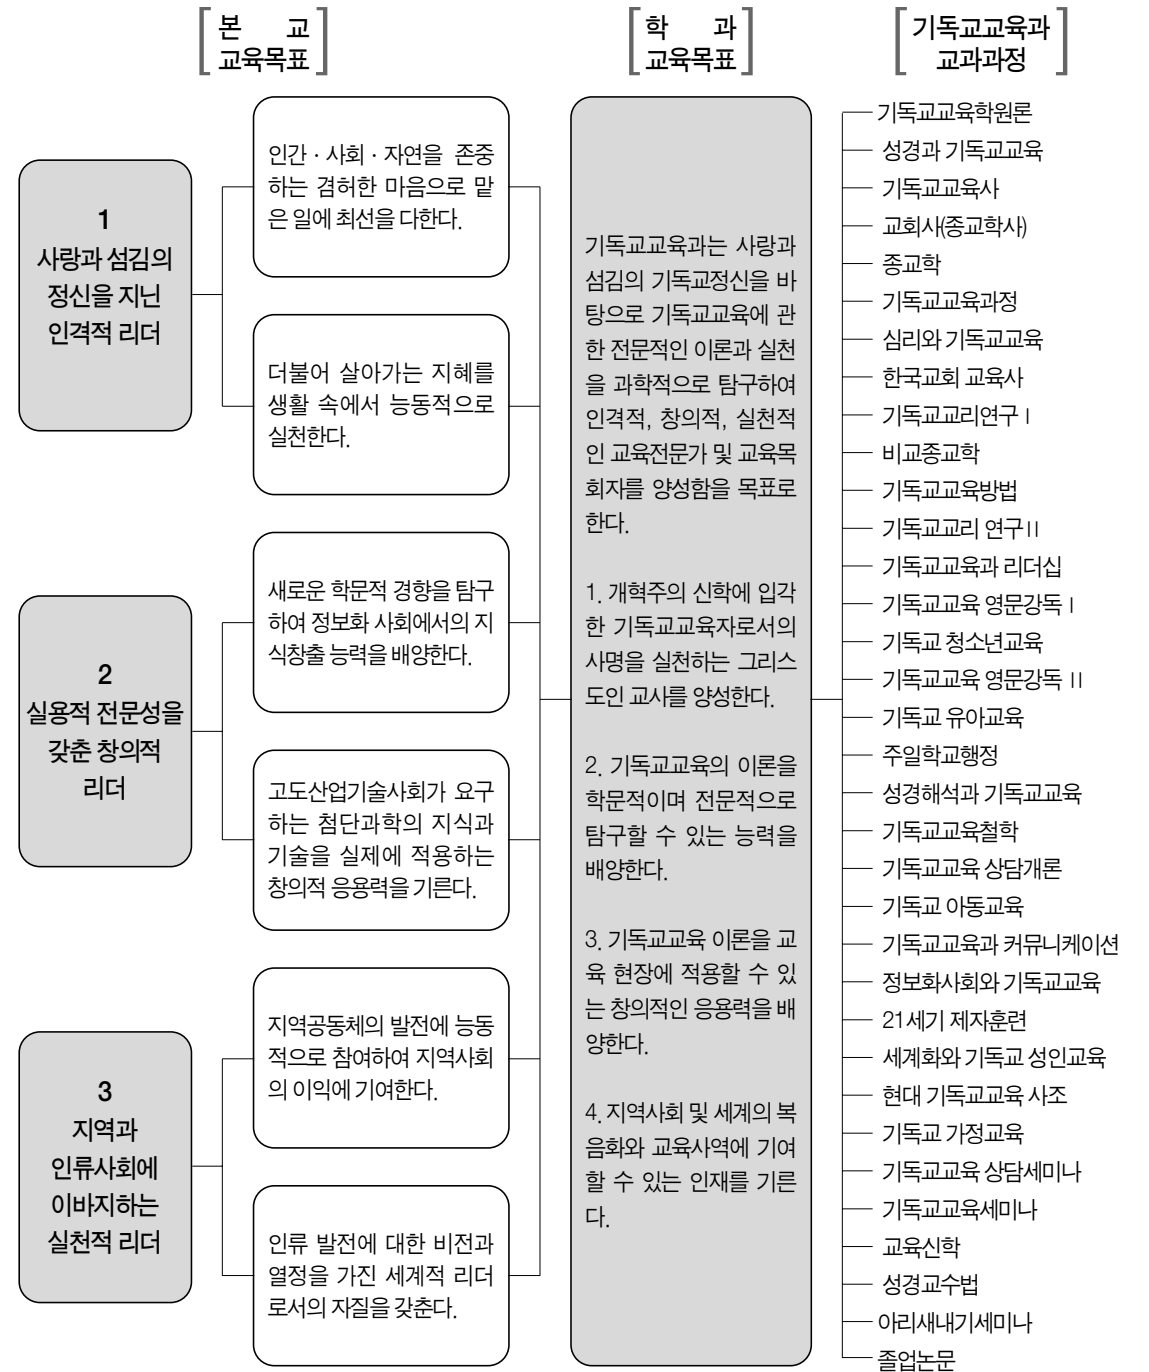 본 교
교육목표
학 과
교육목표
기독교교육과
교과과정
1
사랑과 섬김의
정신을 지닌
인격적 리더
인간 · 사회 · 자연을 존중
하는 겸허한 마음으로 맡
은 일에 최선을 다한다.
더불어 살아가는 지혜를
생활 속에서 능동적으로
실천한다.
2
실용적 전문성을
갖춘 창의적
리더
새로운 학문적 경향을 탐구
하여 정보화 사회에서의 지
식창출 능력을 배양한다.
고도산업기술사회가 요구
하는 첨단과학의 지식과
기술을 실제에 적용하는
창의적 응용력을 기른다.
3
지역과
인류사회에
이바지하는
실천적 리더
지역공동체의 발전에 능동
적으로 참여하여 지역사회
의 이익에 기여한다.
인류 발전에 대한 비전과
열정을 가진 세계적 리더
로서의 자질을 갖춘다.
기독교교육과는 사랑과
섬김의 기독교정신을 바
탕으로 기독교교육에 관
한 전문적인 이론과 실천
을 과학적으로 탐구하여
인격적, 창의적, 실천적
인 교육전문가 및 교육목
회자를 양성함을 목표로
한다.
1. 개혁주의 신학에 입각
한 기독교교육자로서의
사명을 실천하는 그리스
도인 교사를 양성한다.
2. 기독교교육의 이론을
학문적이며 전문적으로
탐구할 수 있는 능력을
배양한다.
3. 기독교교육 이론을 교
육 현장에 적용할 수 있
는 창의적인 응용력을 배
양한다.
4. 지역사회 및 세계의 복
음화와 교육사역에 기여
할 수 있는 인재를 기른
다.
기독교교육학원론
성경과 기독교교육
기독교교육사
교회사(종교학사)
종교학
기독교교육과정
심리와 기독교교육
한국교회 교육사
기독교교리연구Ⅰ
비교종교학
기독교교육방법
기독교교리 연구Ⅱ
기독교교육과 리더십
기독교교육 영문강독Ⅰ
기독교 청소년교육
기독교교육 영문강독 Ⅱ
기독교 유아교육
주일학교행정
성경해석과 기독교교육
기독교교육철학
기독교교육 상담개론
기독교 아동교육
기독교교육과 커뮤니케이션
정보화사회와 기독교교육
21세기 제자훈련
세계화와 기독교 성인교육
현대 기독교교육 사조
기독교 가정교육
기독교교육 상담세미나
기독교교육세미나
교육신학
성경교수법
아리새내기세미나
졸업논문